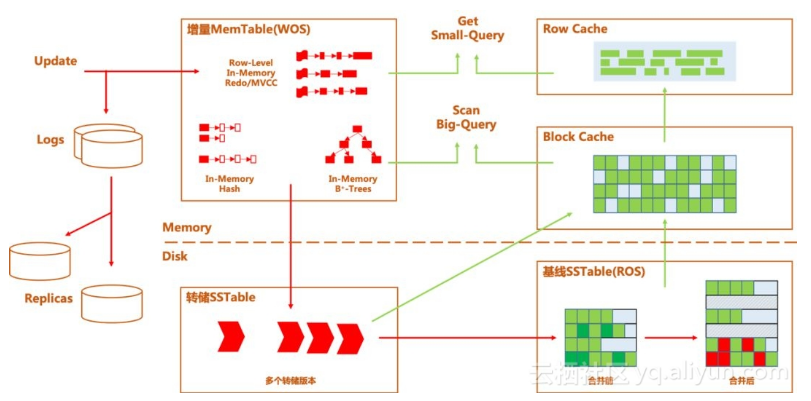 增量MemTable(WOS)
Get
Small-Query
Row Cache
Update
Row-Level
In-Memory
Redo/MVCC
Scan
Big-Query
Block Cache
Logs
In-Memory
Hash
In-Memory
B+-Trees
Memory
Disk
Replicas
转储SSTable
基线SSTable(ROS)
多个转储版本
合并前
合并后
云栖社区 yq.aliyun.com